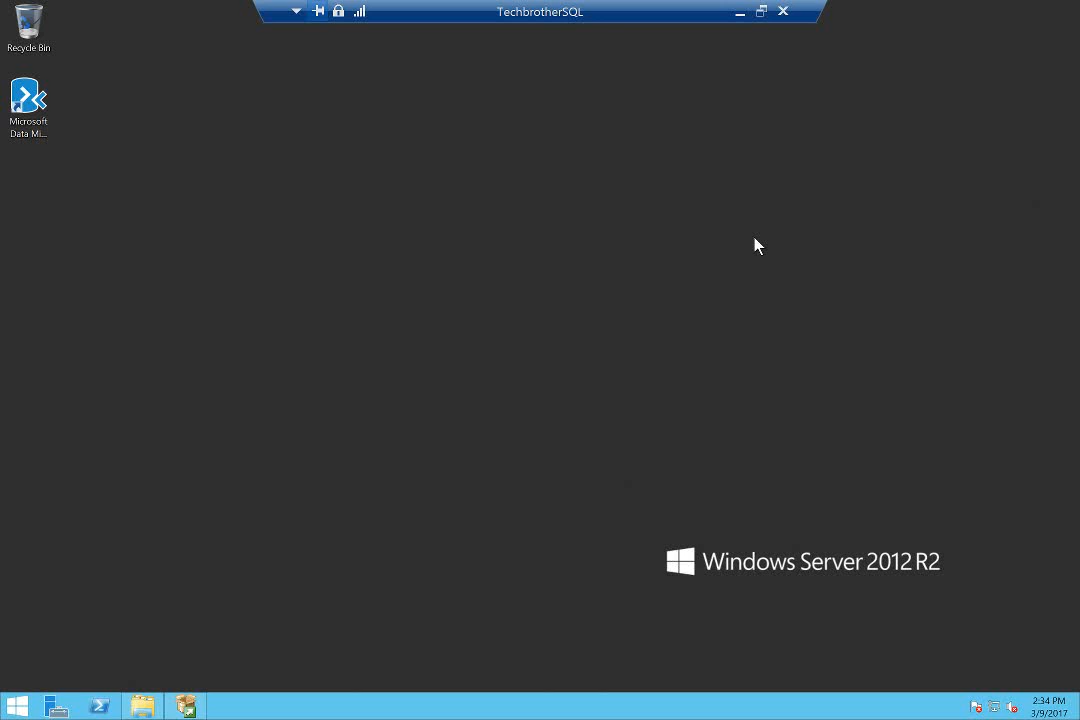 TechbrotherSQL
Recycle Bin
Microsoft
Data Mi...
Windows Server 2012 R2
2:34 PM
3/9/2017